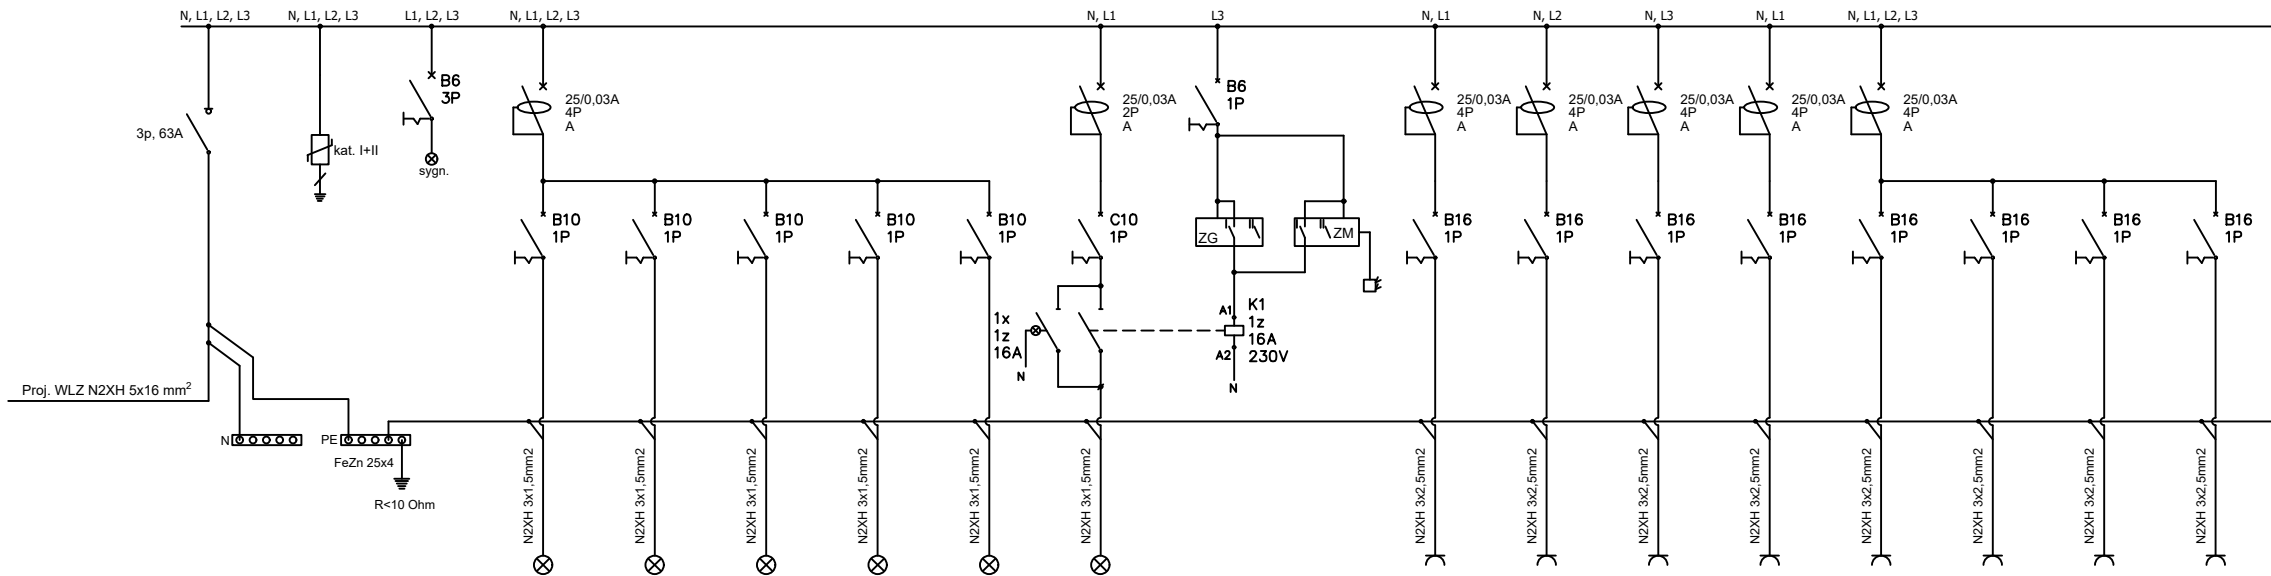 N, L1, L2, L3
N, L1, L2, L3
L1, L2, L3
N, L1, L2, L3
N, L1
L3
N, L1
N, L2
N, L3
N, L1
N, L1, L2, L3
3p, 63A
kat. I+II
B6
3P
sygn.
25/0,03A
4P
A
25/0,03A
2P
A
B6
1P
25/0,03A
4P
A
25/0,03A
4P
A
25/0,03A
4P
A
25/0,03A
4P
A
25/0,03A
4P
A
B10
1P
B10
1P
B10
1P
B10
1P
B10
1P
C10
1P
ZG
ZM
B16
1P
B16
1P
B16
1P
B16
1P
B16
1P
B16
1P
B16
1P
B16
1P
1x
1z
16A
N
A1
A2
K1
1z
16A
230V
N
Proj. WLZ N2XH 5x16 mm²
N
PE
FeZn 25x4
R<10 Ohm
N2XH 3x1,5mm2
N2XH 3x1,5mm2
N2XH 3x1,5mm2
N2XH 3x1,5mm2
N2XH 3x1,5mm2
N2XH 3x1,5mm2
N2XH 3x2,5mm2
N2XH 3x2,5mm2
N2XH 3x2,5mm2
N2XH 3x2,5mm2
N2XH 3x2,5mm2
N2XH 3x2,5mm2
N2XH 3x2,5mm2
N2XH 3x2,5mm2